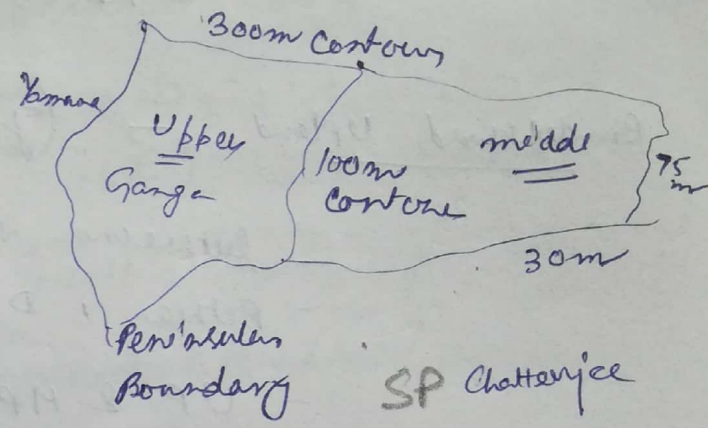 300m Contour
Yamuna
Upper
Ganga
100m
Contour
middle
75
m
30m
Peninsular
Boundary
SP Chatterjee